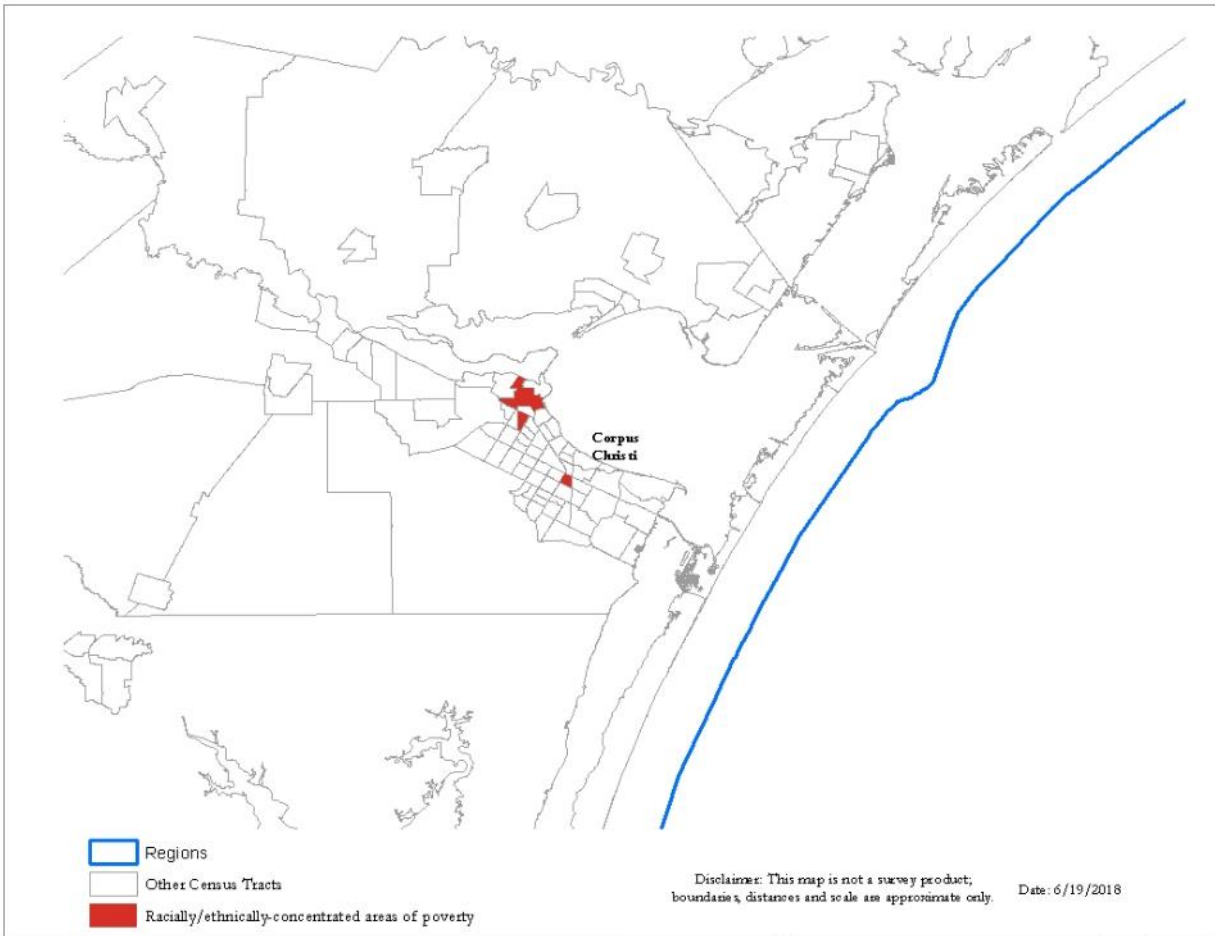 Corpus
Christi
Regions
Other Census Tracts
Racially/ethnically-concentrated areas of poverty
Disclaimer: This map is not a survey product;
boundaries, distances and scale are approximate only.
Date: 6/19/2018